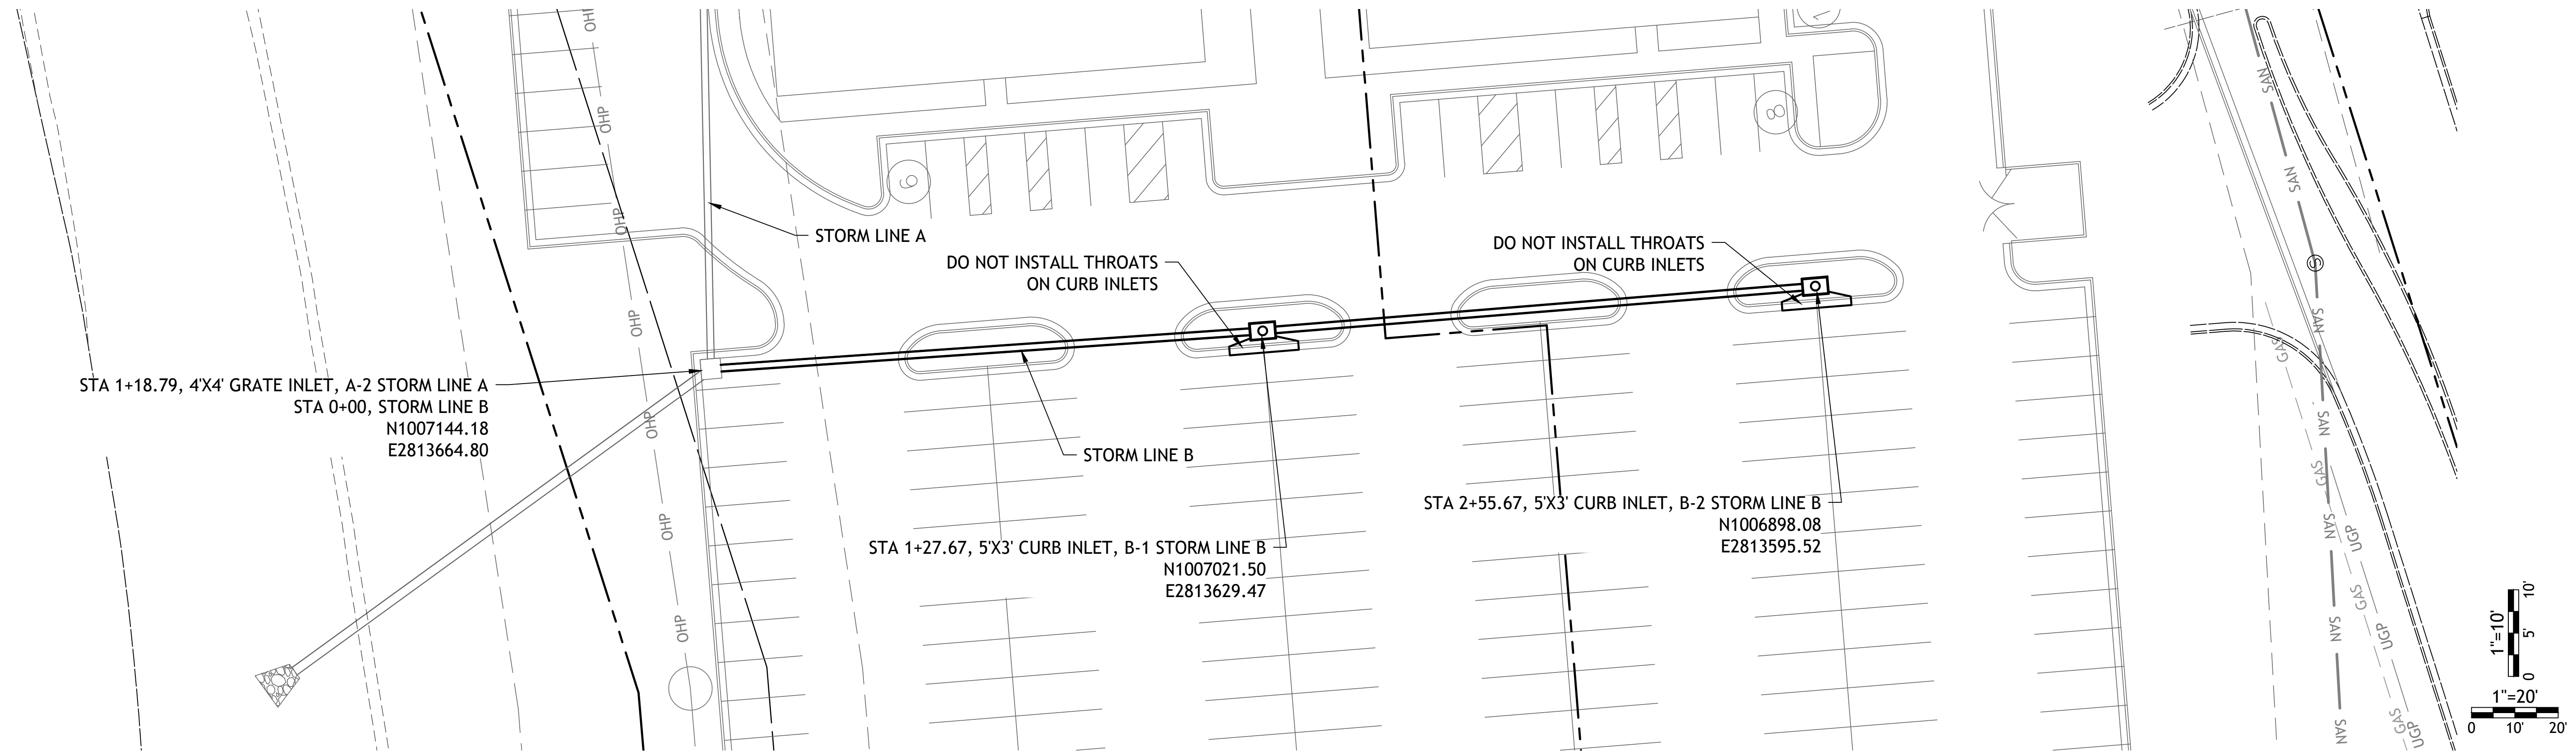 OHP
OHP
OHP
OHP
OHP
OHP
OHP
9
8
STORM LINE A
DO NOT INSTALL THROATS
ON CURB INLETS
DO NOT INSTALL THROATS
ON CURB INLETS
STA 1+18.79, 4'X4' GRATE INLET, A-2 STORM LINE A
STA 0+00, STORM LINE B
N1007144.18
E2813664.80
STORM LINE B
STA 1+27.67, 5'X3' CURB INLET, B-1 STORM LINE B
N1007021.50
E2813629.47
STA 2+55.67, 5'X3' CURB INLET, B-2 STORM LINE B
N1006898.08
E2813595.52
SAN
SAN
S
SAN
SAN
SAN
SAN
SAN
GAS
GAS
GAS
GAS
UGP
UGP
UGP
1"=10'
0
5'
10'
1"=20'
0
10'
20'